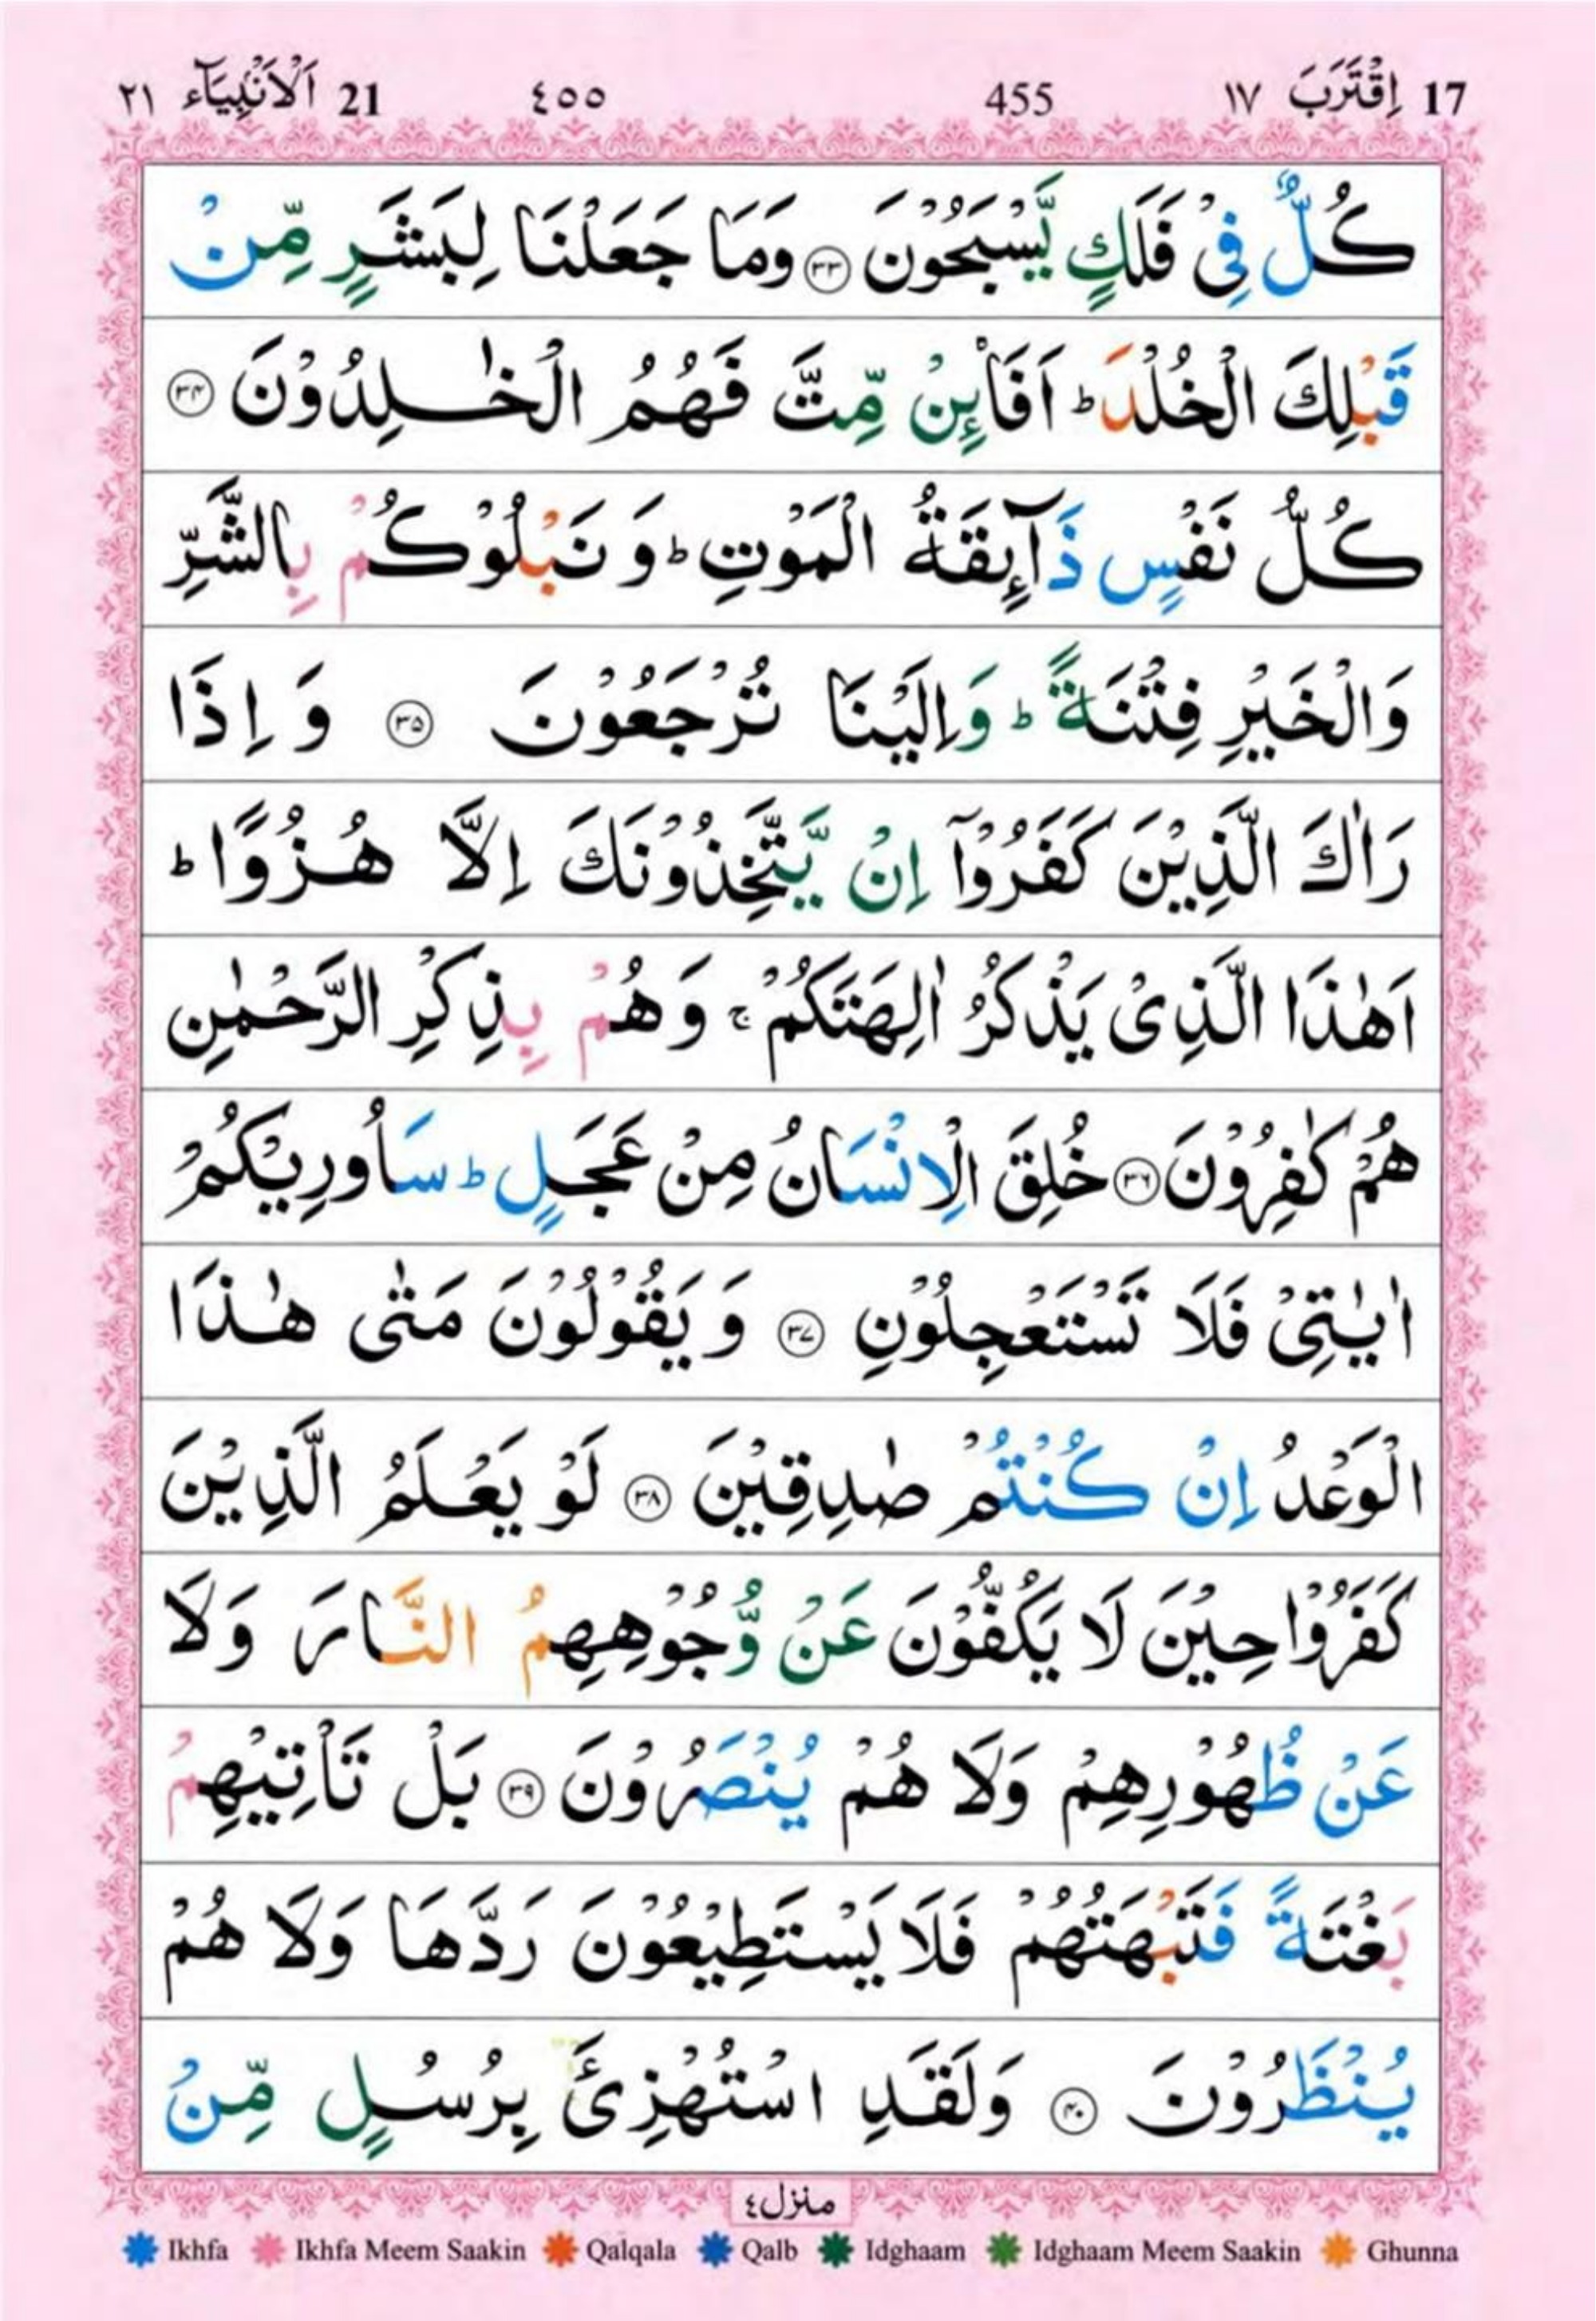 17 اِقْتَرَبَ ١٧ 455 ٤٥٥ 21 اَلْاَنْۢبِيَآء ٢١
كُلٌّ فِيْ فَلَكٍ يَّسْبَحُوْنَ ۝٣٣ وَمَا جَعَلْنَا لِبَشَرٍ مِّنْ
قَبْلِكَ الْخُلْدَ ؕ اَفَا۟ئِنْ مِّتَّ فَهُمُ الْخٰلِدُوْنَ ۝٣٤
كُلُّ نَفْسٍ ذَآئِقَةُ الْمَوْتِ ؕ وَ نَبْلُوْكُمْ بِالشَّرِّ
وَالْخَيْرِ فِتْنَةً ؕ وَاِلَيْنَا تُرْجَعُوْنَ ۝٣٥ وَ اِذَا
رَاٰكَ الَّذِيْنَ كَفَرُوْۤا اِنْ يَّتَّخِذُوْنَكَ اِلَّا هُزُوًا ؕ
اَهٰذَا الَّذِىْ يَذْكُرُ اٰلِهَتَكُمْ ۚ وَهُمْ بِذِكْرِ الرَّحْمٰنِ
هُمْ كٰفِرُوْنَ ۝٣٦ خُلِقَ الْاِنْسَانُ مِنْ عَجَلٍ ؕ سَاُورِيْكُمْ
اٰيٰتِىْ فَلَا تَسْتَعْجِلُوْنِ ۝٣٧ وَ يَقُوْلُوْنَ مَتٰى هٰذَا
الْوَعْدُ اِنْ كُنْتُمْ صٰدِقِيْنَ ۝٣٨ لَوْ يَعْلَمُ الَّذِيْنَ
كَفَرُوْا حِيْنَ لَا يَكُفُّوْنَ عَنْ وُّجُوْهِهِمُ النَّارَ وَلَا
عَنْ ظُهُوْرِهِمْ وَلَا هُمْ يُنْصَرُوْنَ ۝٣٩ بَلْ تَاْتِيْهِمْ
بَغْتَةً فَتَبْهَتُهُمْ فَلَا يَسْتَطِيْعُوْنَ رَدَّهَا وَلَا هُمْ
يُنْظَرُوْنَ ۝٤٠ وَلَقَدِ اسْتُهْزِئَ بِرُسُلٍ مِّنْ
منزل٤
Ikhfa Ikhfa Meem Saakin Qalqala Qalb Idghaam Idghaam Meem Saakin Ghunna